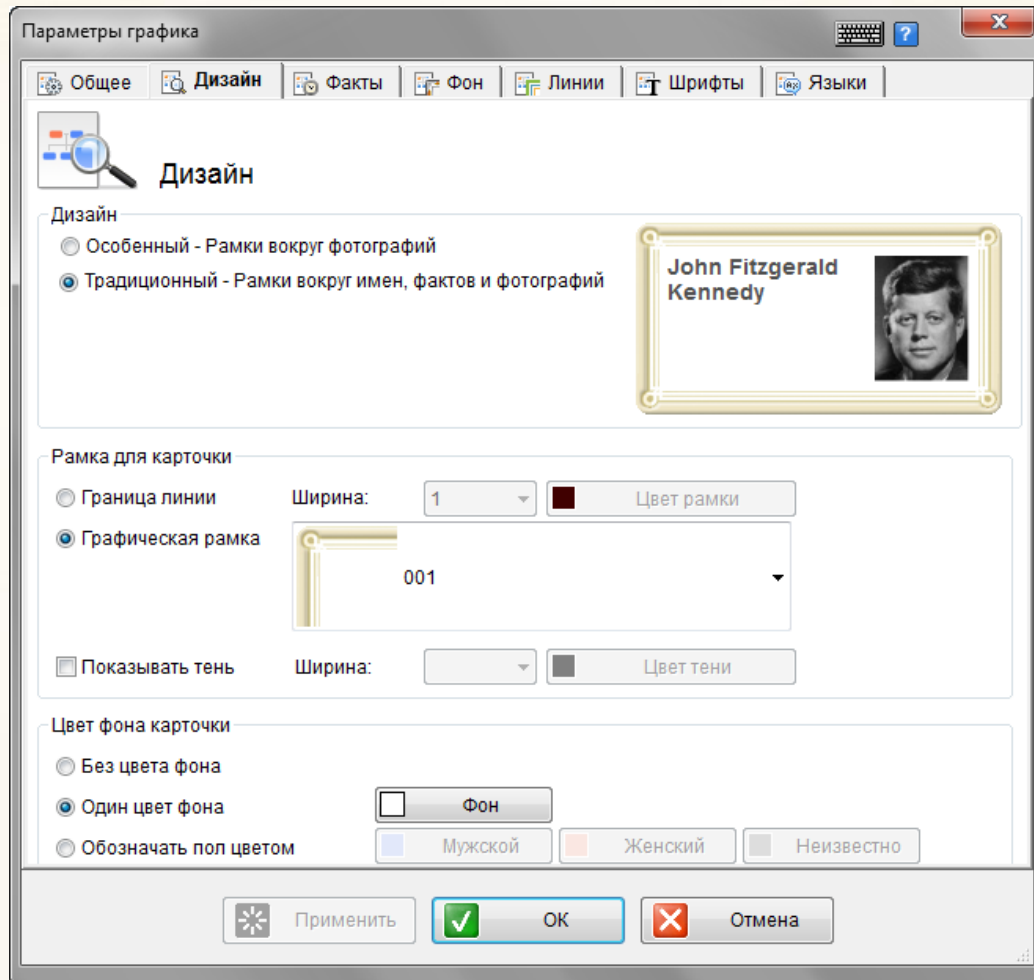 Параметры графика
?
x
Общее
Дизайн
Факты
Фон
Линии
Шрифты
Языки
Дизайн
Дизайн
Особенный - Рамки вокруг фотографий
Традиционный - Рамки вокруг имен, фактов и фотографий
John Fitzgerald
Kennedy
Рамка для карточки
Граница линии
Ширина:
1
Цвет рамки
Графическая рамка
001
Показывать тень
Ширина:
Цвет тени
Цвет фона карточки
Без цвета фона
Один цвет фона
Фон
Обозначать пол цветом
Мужской
Женский
Неизвестно
Применить
ОК
Отмена